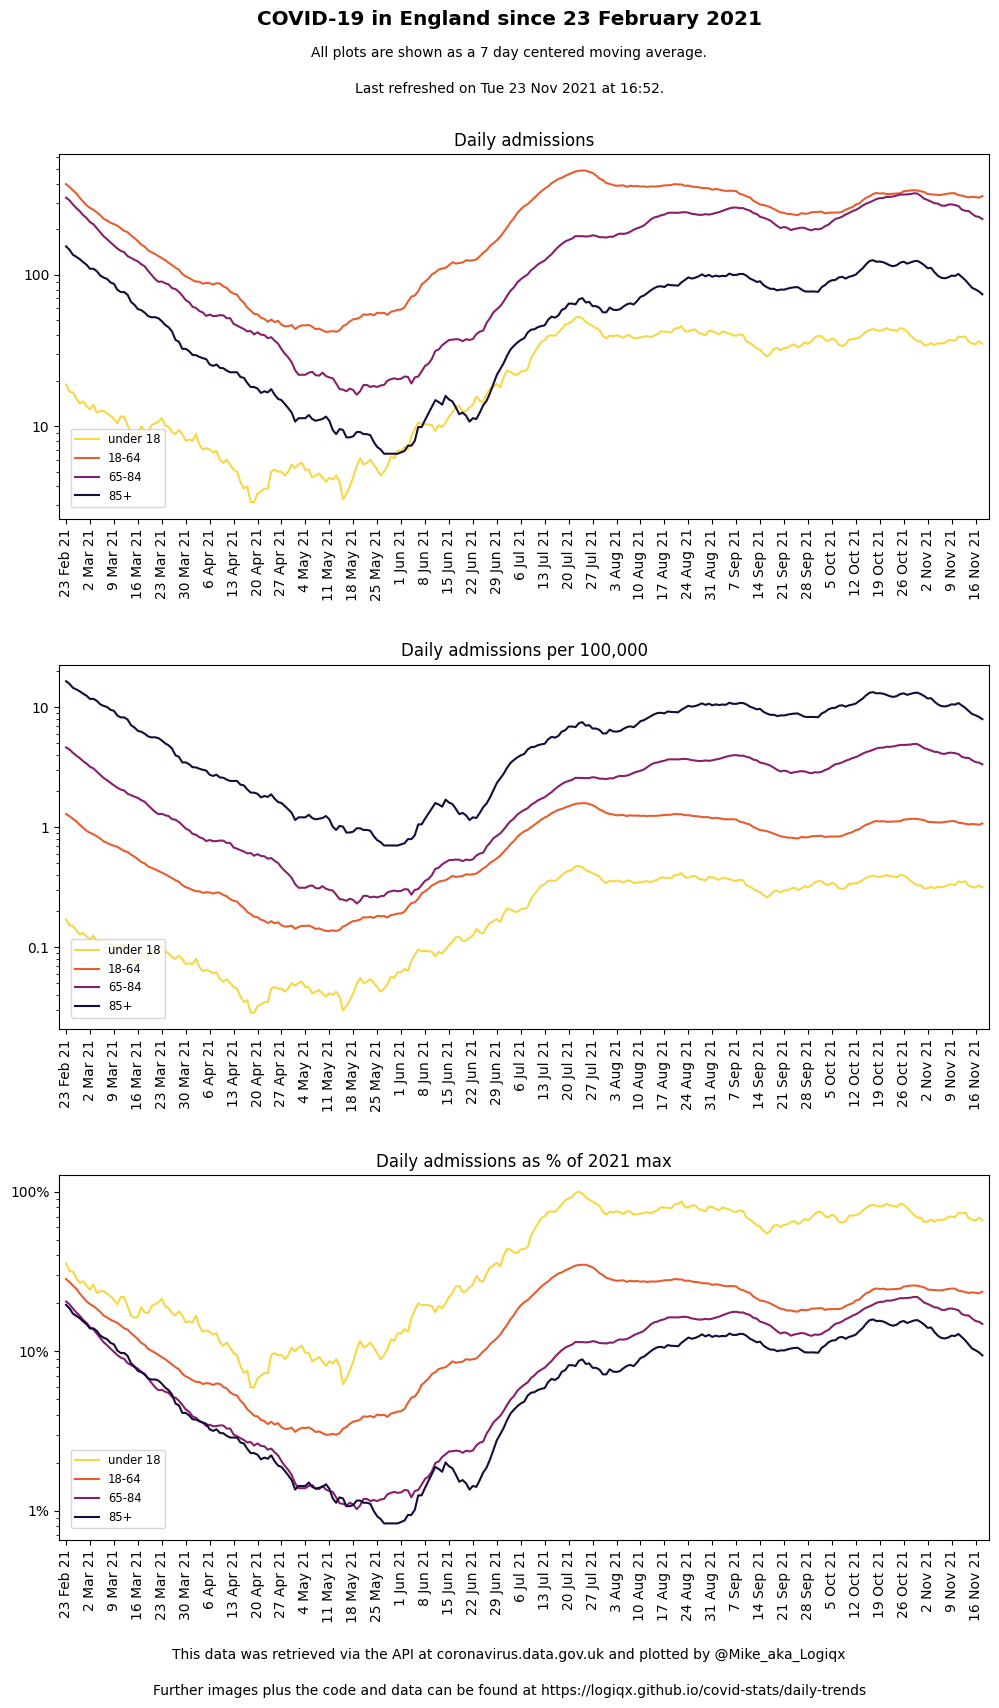 COVID-19 in England since 23 February 2021
All plots are shown as a 7 day centered moving average.
Last refreshed on Tue 23 Nov 2021 at 16:52.
Daily admissions
100
10
under 18
18-64
65-84
85+
23 Feb 21
2 Mar 21
9 Mar 21
16 Mar 21
23 Mar 21
30 Mar 21
6 Apr 21
13 Apr 21
20 Apr 21
27 Apr 21
4 May 21
11 May 21
18 May 21
25 May 21
1 Jun 21
8 Jun 21
15 Jun 21
22 Jun 21
29 Jun 21
6 Jul 21
13 Jul 21
20 Jul 21
27 Jul 21
3 Aug 21
10 Aug 21
17 Aug 21
24 Aug 21
31 Aug 21
7 Sep 21
14 Sep 21
21 Sep 21
28 Sep 21
5 Oct 21
12 Oct 21
19 Oct 21
26 Oct 21
2 Nov 21
9 Nov 21
16 Nov 21
Daily admissions per 100,000
10
1
0.1
under 18
18-64
65-84
85+
23 Feb 21
2 Mar 21
9 Mar 21
16 Mar 21
23 Mar 21
30 Mar 21
6 Apr 21
13 Apr 21
20 Apr 21
27 Apr 21
4 May 21
11 May 21
18 May 21
25 May 21
1 Jun 21
8 Jun 21
15 Jun 21
22 Jun 21
29 Jun 21
6 Jul 21
13 Jul 21
20 Jul 21
27 Jul 21
3 Aug 21
10 Aug 21
17 Aug 21
24 Aug 21
31 Aug 21
7 Sep 21
14 Sep 21
21 Sep 21
28 Sep 21
5 Oct 21
12 Oct 21
19 Oct 21
26 Oct 21
2 Nov 21
9 Nov 21
16 Nov 21
Daily admissions as % of 2021 max
100%
10%
1%
under 18
18-64
65-84
85+
23 Feb 21
2 Mar 21
9 Mar 21
16 Mar 21
23 Mar 21
30 Mar 21
6 Apr 21
13 Apr 21
20 Apr 21
27 Apr 21
4 May 21
11 May 21
18 May 21
25 May 21
1 Jun 21
8 Jun 21
15 Jun 21
22 Jun 21
29 Jun 21
6 Jul 21
13 Jul 21
20 Jul 21
27 Jul 21
3 Aug 21
10 Aug 21
17 Aug 21
24 Aug 21
31 Aug 21
7 Sep 21
14 Sep 21
21 Sep 21
28 Sep 21
5 Oct 21
12 Oct 21
19 Oct 21
26 Oct 21
2 Nov 21
9 Nov 21
16 Nov 21
This data was retrieved via the API at coronavirus.data.gov.uk and plotted by @Mike_aka_Logiqx
Further images plus the code and data can be found at https://logiqx.github.io/covid-stats/daily-trends